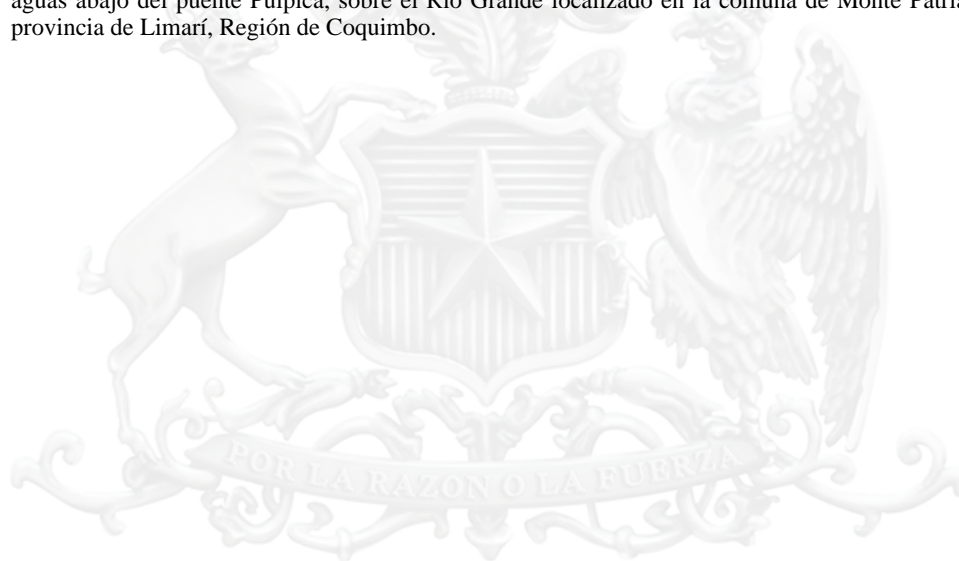 aguas abajo del puente Pulpica, sobre el Río Grande localizado en la comuna de Monte Patria
provincia de Limarí, Región de Coquimbo.
POR LA RAZON O LA FUERZA